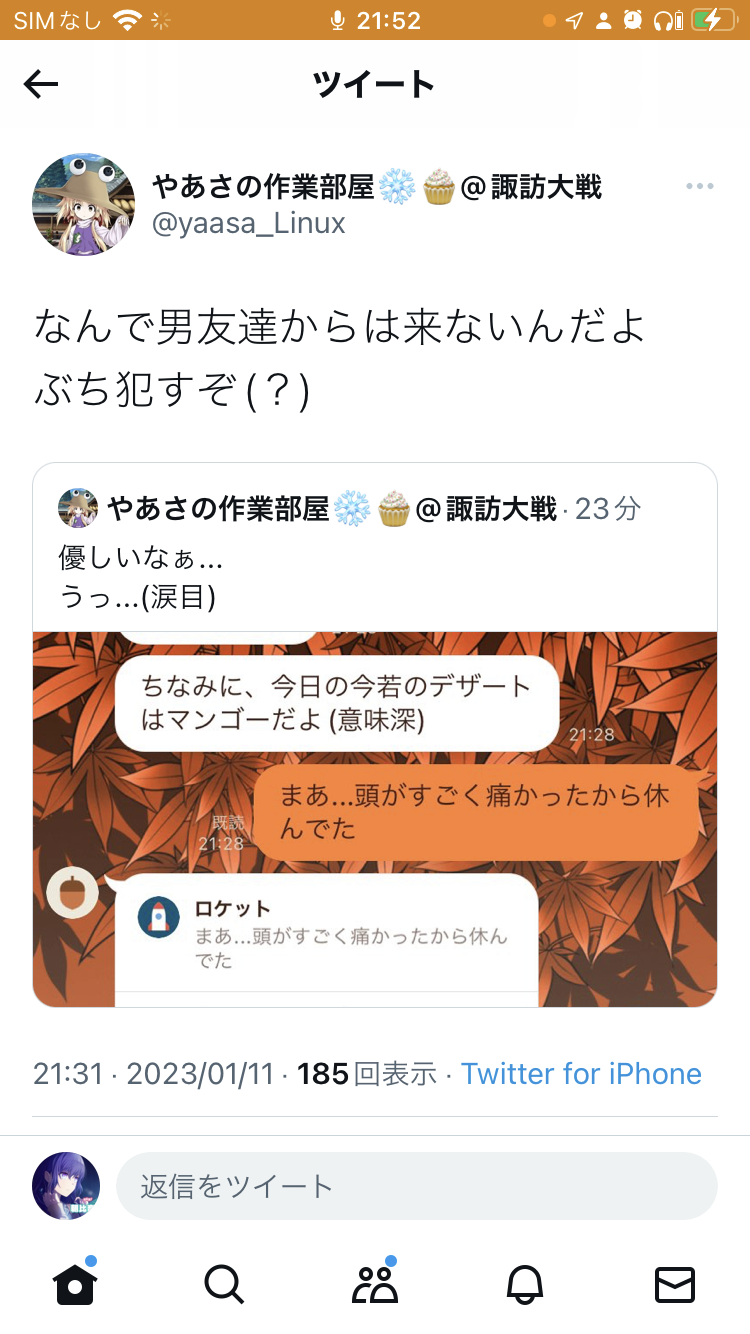 SIMなし 21:52
ツイート
やあさの作業部屋❄️🧁@諏訪大戦
@yaasa_Linux
なんで男友達からは来ないんだよ
ぶち犯すぞ(？)
やあさの作業部屋❄️🧁@諏訪大戦·23分
優しいなぁ…
うっ…(涙目)
ちなみに、今日の今若のデザート
はマンゴーだよ(意味深)
21:28
まあ…頭がすごく痛かったから休
んでた
既読
21:28
ロケット
まあ…頭がすごく痛かったから休ん
でた
21:31·2023/01/11·185回表示·Twitter for iPhone
返信をツイート